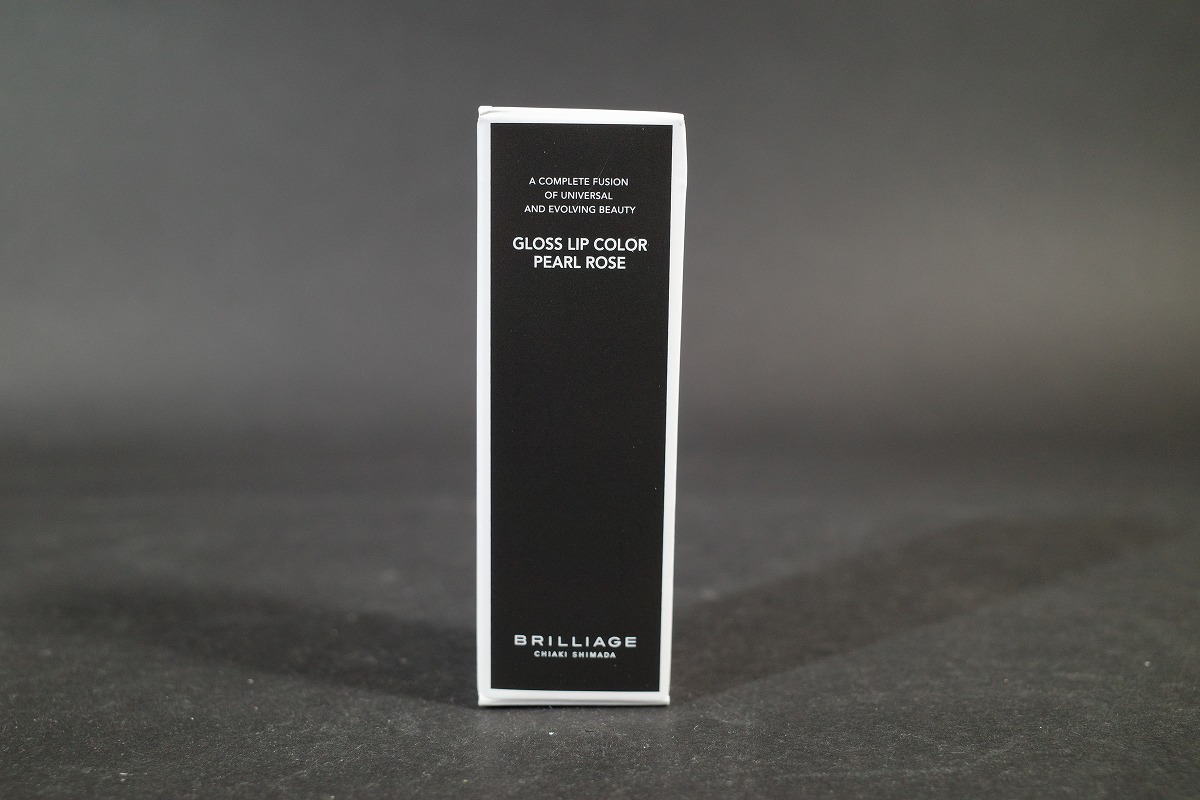 A COMPLETE FUSION
OF UNIVERSAL
AND EVOLVING BEAUTY
GLOSS LIP COLOR
PEARL ROSE
BRILLIAGE
CHIAKI SHIMADA